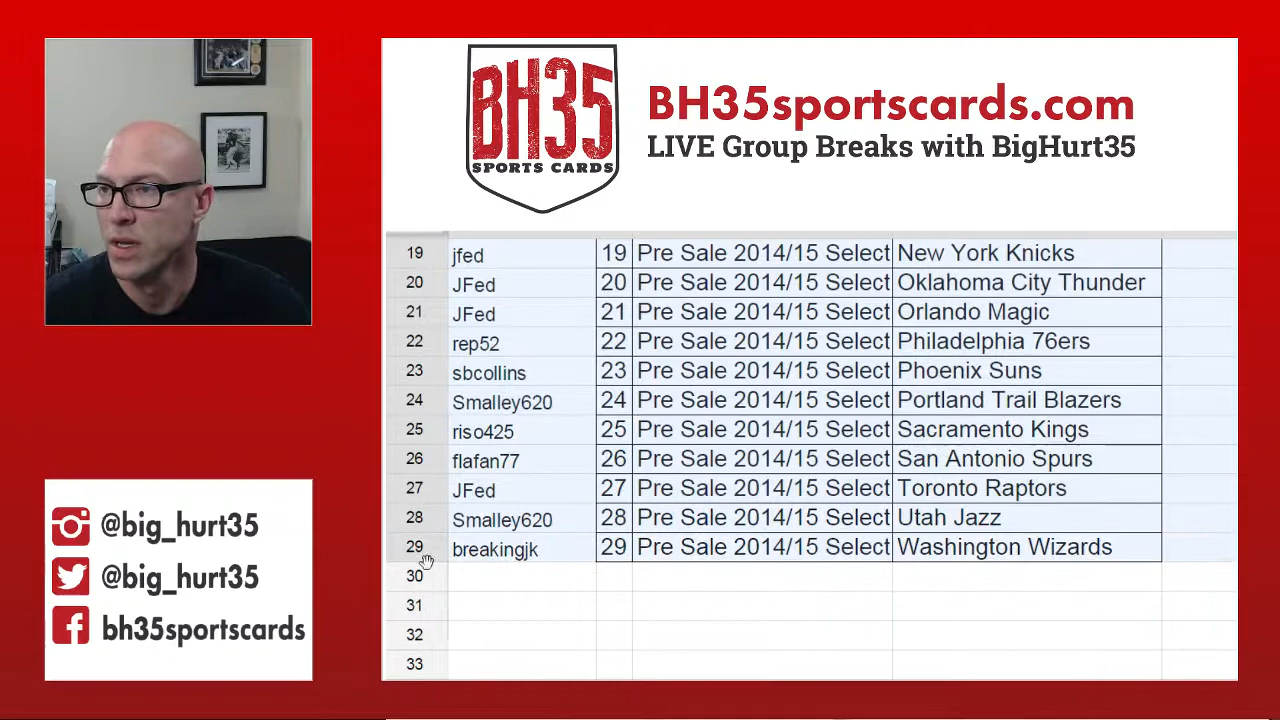 BH35
SPORTS CARDS
BH35sportscards.com
LIVE Group Breaks with BigHurt35
19 jfed 19 Pre Sale 2014/15 Select New York Knicks
20 JFed 20 Pre Sale 2014/15 Select Oklahoma City Thunder
21 JFed 21 Pre Sale 2014/15 Select Orlando Magic
22 rep52 22 Pre Sale 2014/15 Select Philadelphia 76ers
23 sbcollins 23 Pre Sale 2014/15 Select Phoenix Suns
24 Smalley620 24 Pre Sale 2014/15 Select Portland Trail Blazers
25 riso425 25 Pre Sale 2014/15 Select Sacramento Kings
26 flafan77 26 Pre Sale 2014/15 Select San Antonio Spurs
27 JFed 27 Pre Sale 2014/15 Select Toronto Raptors
28 Smalley620 28 Pre Sale 2014/15 Select Utah Jazz
29 breakingjk 29 Pre Sale 2014/15 Select Washington Wizards
30
31
32
33
@big_hurt35
@big_hurt35
bh35sportscards